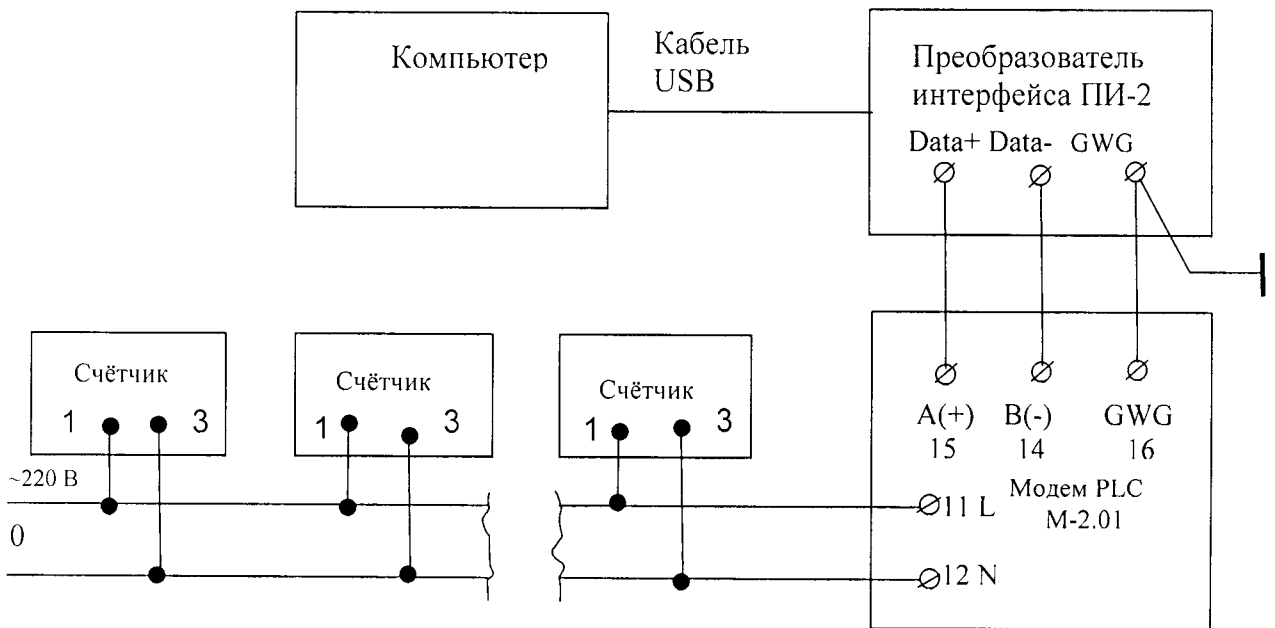 Компьютер
Кабель
USB
Преобразователь
интерфейса ПИ-2
Data+ Data- GWG
Счётчик
1 3
Счётчик
1 3
Счётчик
1 3
~220 В
0
A(+) B(-) GWG
15 14 16
Модем PLC
М-2.01
11 L
12 N